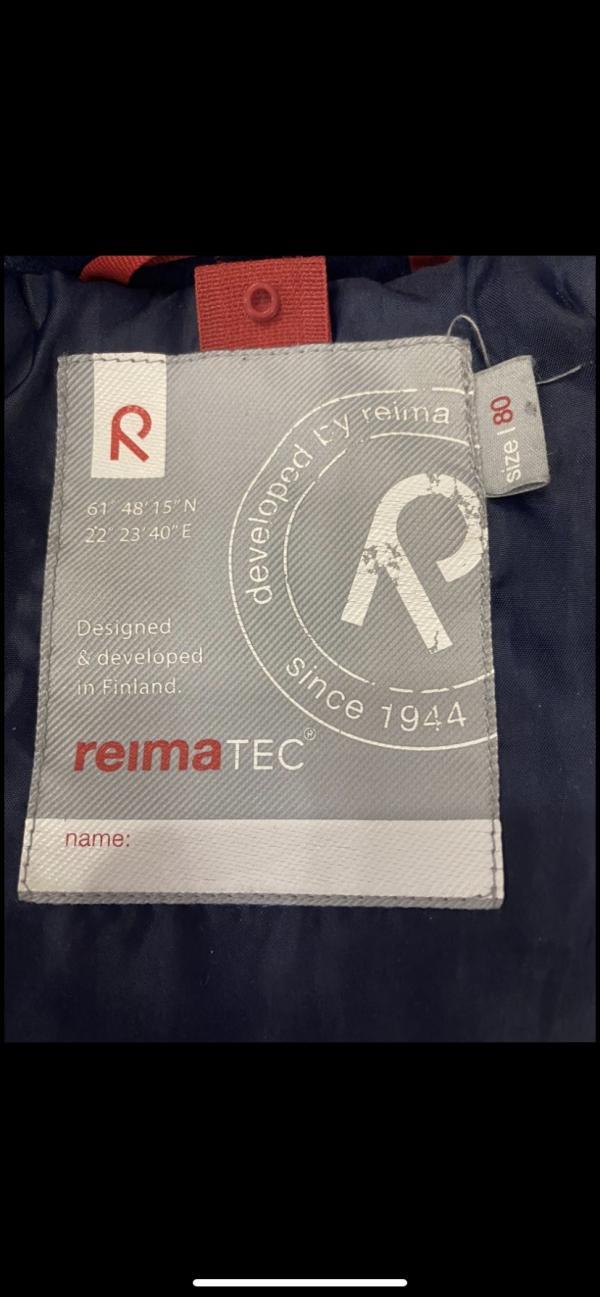 61° 48'15"N
22° 23'40"E
developed by reima
since 1944
size | 80
Designed
& developed
in Finland.
reimaTEC®
name: